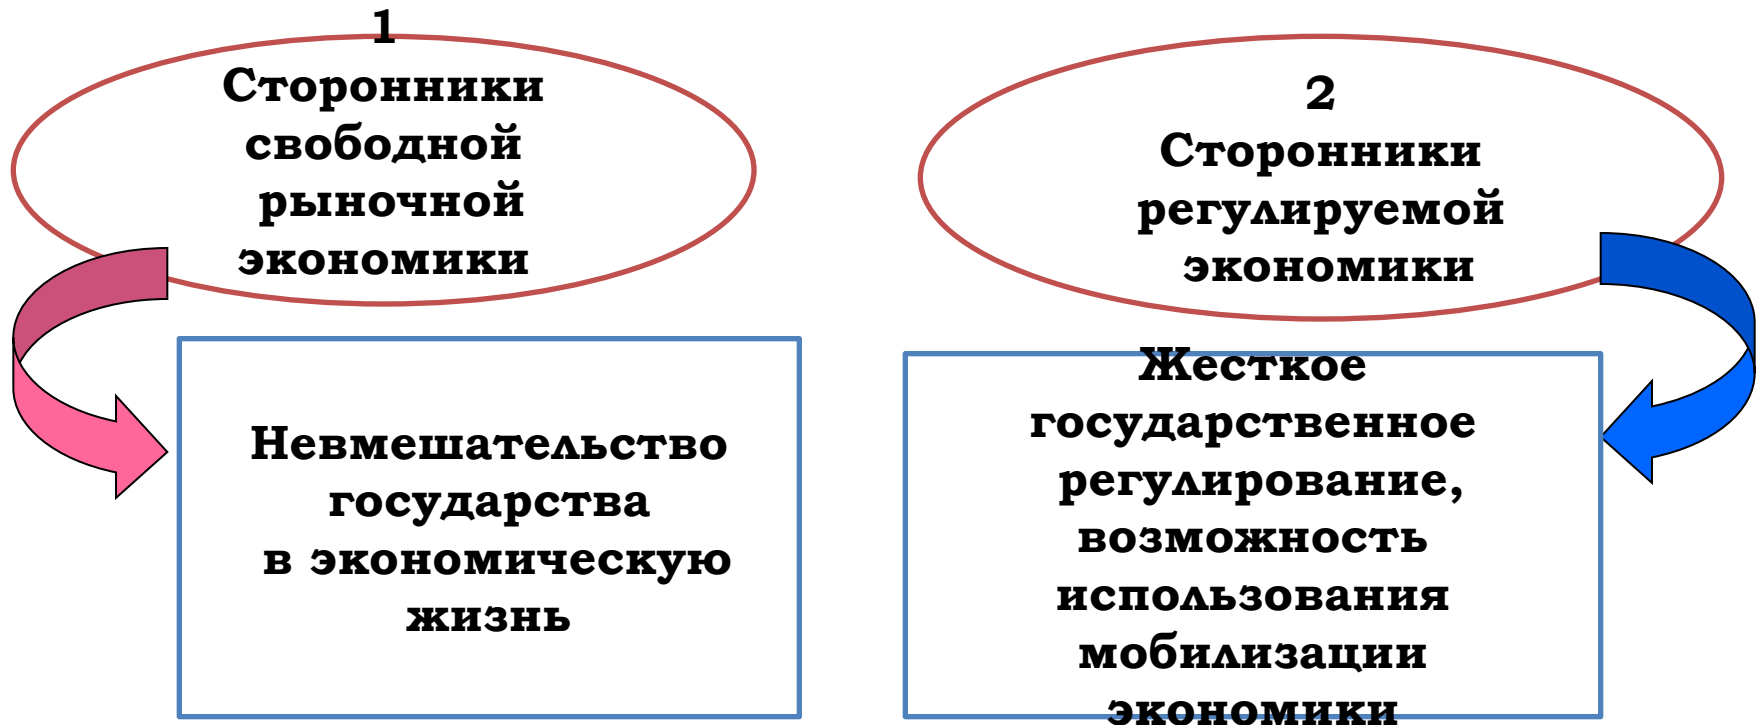 1
Сторонники
свободной
рыночной
экономики
Невмешательство
государства
в экономическую
жизнь
2
Сторонники
регулируемой
экономики
Жесткое
государственное
регулирование,
возможность
использования
мобилизации
экономики